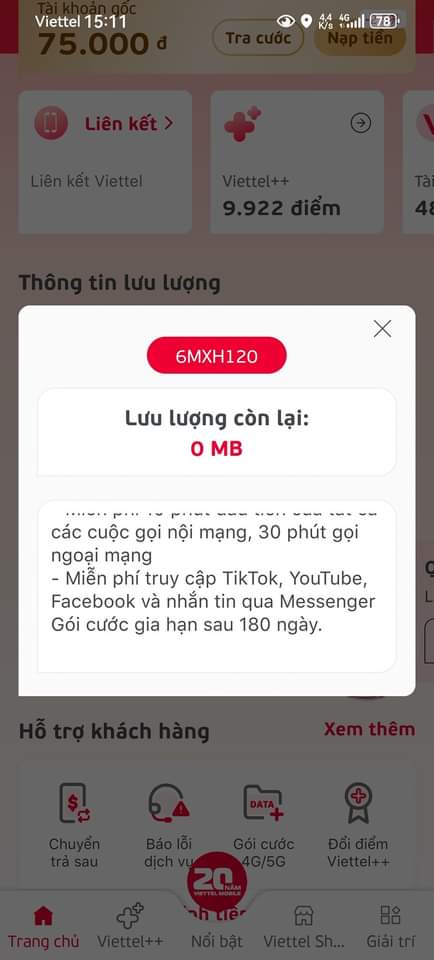 Viettel 15:11
4,4 K/s 4G 78
Tài khoản gốc
75.000 đ
Tra cước
Nạp tiền
Liên kết
Liên kết Viettel
Viettel++
9.922 điểm
Tài
48
Thông tin lưu lượng
6MXH120
Lưu lượng còn lại:
0 MB
các cuộc gọi nội mạng, 30 phút gọi
ngoại mạng
- Miễn phí truy cập TikTok, YouTube,
Facebook và nhắn tin qua Messenger
Gói cước gia hạn sau 180 ngày.
Hỗ trợ khách hàng
Xem thêm
Chuyển
trả sau
Báo lỗi
dịch vụ
DATA
Gói cước
4G/5G
Đổi điểm
Viettel++
20 NĂM
VIETTEL MOBILE
Trang chủ
Viettel++
Nổi bật
Viettel Sh...
Giải trí